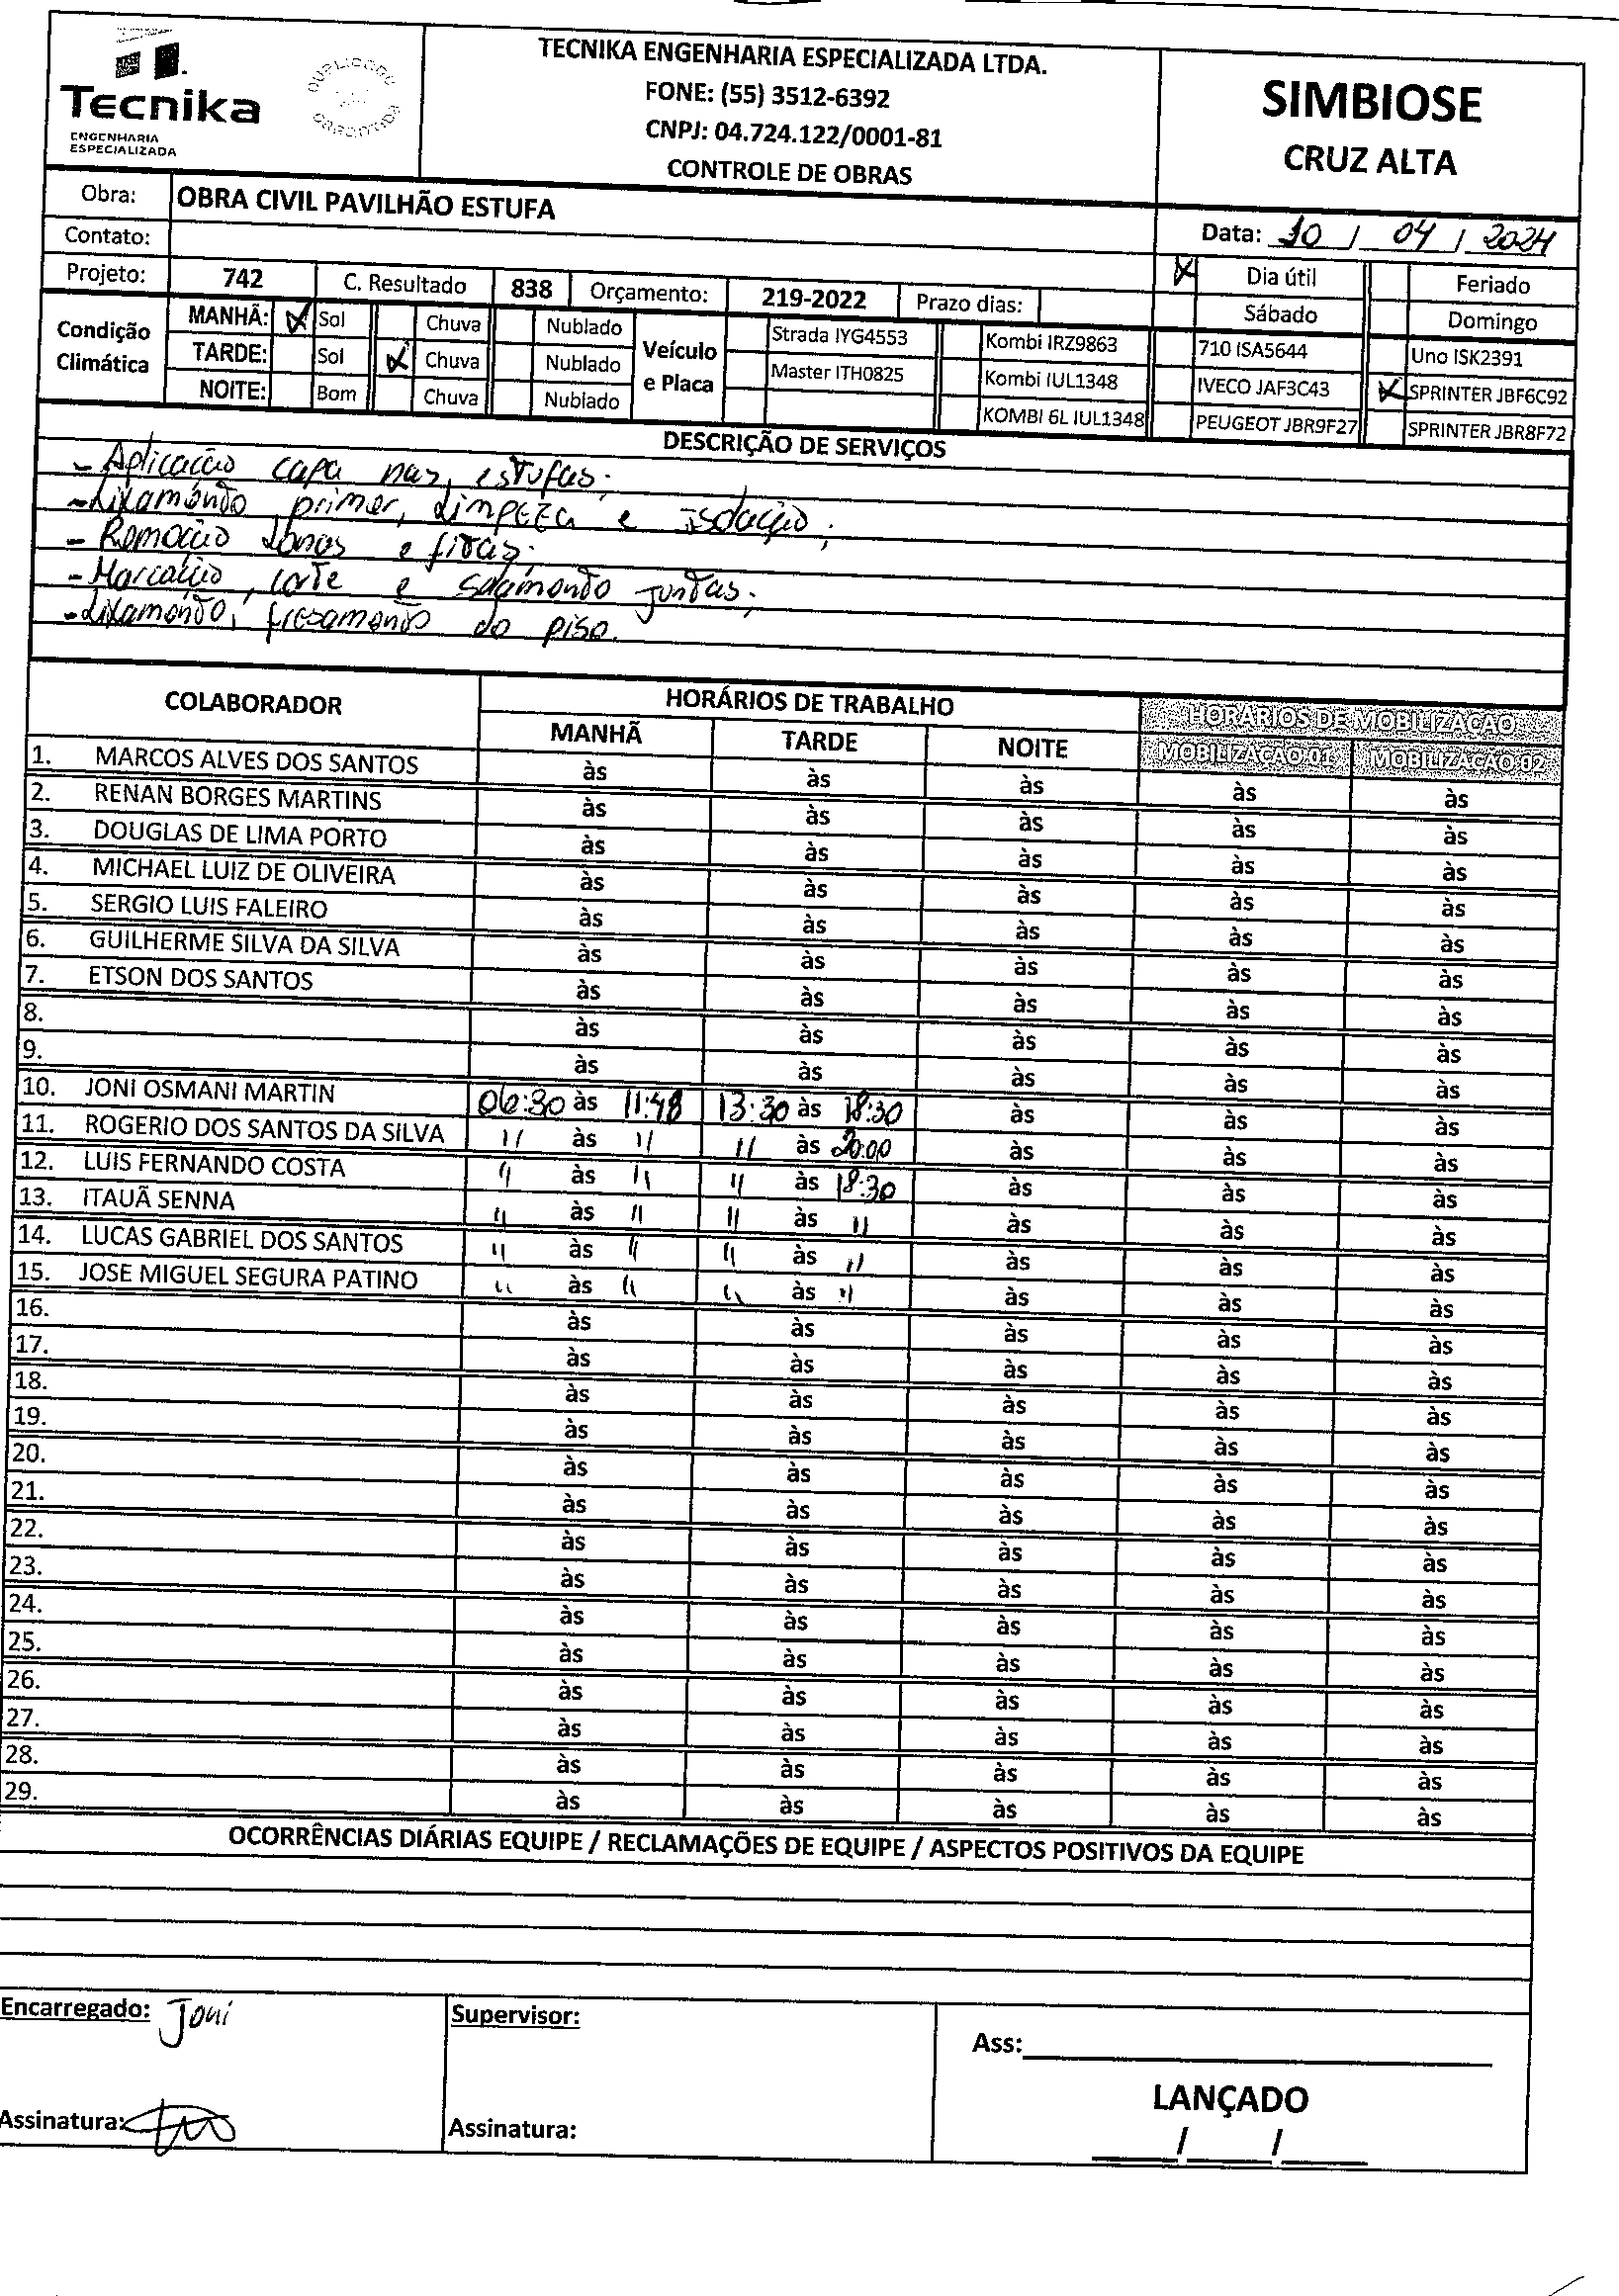 Tecnika
ENGENHARIA
ESPECIALIZADA
TECNIKA ENGENHARIA ESPECIALIZADA LTDA.
FONE: (55) 3512-6392
CNPJ: 04.724.122/0001-81
CONTROLE DE OBRAS
SIMBIOSE
CRUZ ALTA
Obra: OBRA CIVIL PAVILHÃO ESTUFA
Contato:
Data: 10 / 04 / 2024
Projeto: 742 C. Resultado 838 Orçamento: 219-2022 Prazo dias:
X Dia útil Feriado
Sábado Domingo
Condição Climática
MANHÃ: X Sol Chuva Nublado
TARDE: Sol X Chuva Nublado
NOITE: Bom Chuva Nublado
Veículo e Placa
Strada IYG4553 Kombi IRZ9863 710 ISA5644 Uno ISK2391
Master ITH0825 Kombi IUL1348 IVECO JAF3C43 X SPRINTER JBF6C92
KOMBI 6L IUL1348 PEUGEOT JBR9F27 SPRINTER JBR8F72
DESCRIÇÃO DE SERVIÇOS
- Aplicação capa nas estufas;
- Lixamento primer, Limpeza e isolação;
- Remoção lonas e fitas;
- Marcação, corte e selamento juntas;
- Lixamento, fresamento do piso.
COLABORADOR HORÁRIOS DE TRABALHO HORÁRIOS DE MOBILIZAÇÃO
MANHÃ TARDE NOITE MOBILIZAÇÃO 01 MOBILIZAÇÃO 02
1. MARCOS ALVES DOS SANTOS às às às às às
2. RENAN BORGES MARTINS às às às às às
3. DOUGLAS DE LIMA PORTO às às às às às
4. MICHAEL LUIZ DE OLIVEIRA às às às às às
5. SERGIO LUIS FALEIRO às às às às às
6. GUILHERME SILVA DA SILVA às às às às às
7. ETSON DOS SANTOS às às às às às
8. às às às às às
9. às às às às às
10. JONI OSMANI MARTIN 06:30 às 11:48 13:30 às 18:30 às às às
11. ROGERIO DOS SANTOS DA SILVA " às " " às 20:00 às às às
12. LUIS FERNANDO COSTA " às " " às 18:30 às às às
13. ITAUÃ SENNA " às " " às " às às às
14. LUCAS GABRIEL DOS SANTOS " às " " às " às às às
15. JOSE MIGUEL SEGURA PATINO " às " " às " às às às
16. às às às às às
17. às às às às às
18. às às às às às
19. às às às às às
20. às às às às às
21. às às às às às
22. às às às às às
23. às às às às às
24. às às às às às
25. às às às às às
26. às às às às às
27. às às às às às
28. às às às às às
29. às às às às às
OCORRÊNCIAS DIÁRIAS EQUIPE / RECLAMAÇÕES DE EQUIPE / ASPECTOS POSITIVOS DA EQUIPE
Encarregado: Joni
Supervisor:
Ass:
LANÇADO
Assinatura:
Assinatura:
/ /